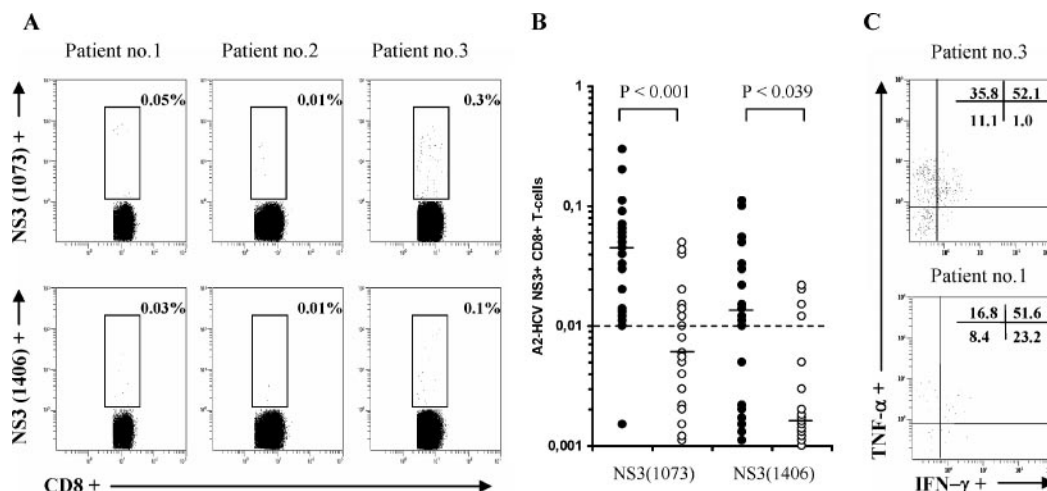 A
Patient no.1
Patient no.2
Patient no.3
NS3 (1073) +
0.05%
0.01%
0.3%
NS3 (1406) +
0.03%
0.01%
0.1%
CD8 +
B
A2-HCV NS3+ CD8+ T-cells
1
0,1
0,01
0,001
P < 0.001
P < 0.039
NS3(1073)
NS3(1406)
C
Patient no.3
35.8 52.1
11.1 1.0
Patient no.1
16.8 51.6
8.4 23.2
TNF-α +
IFN-γ +